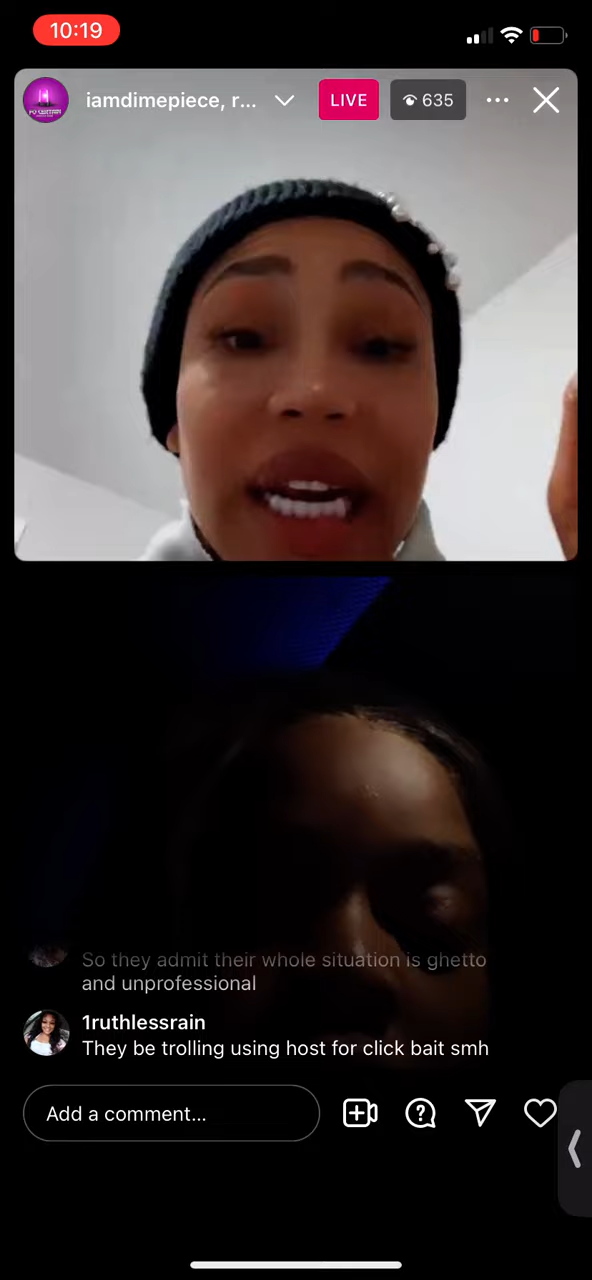 10:19
iamdimepiece, r...
LIVE
635
So they admit their whole situation is ghetto
and unprofessional
1ruthlessrain
They be trolling using host for click bait smh
Add a comment...